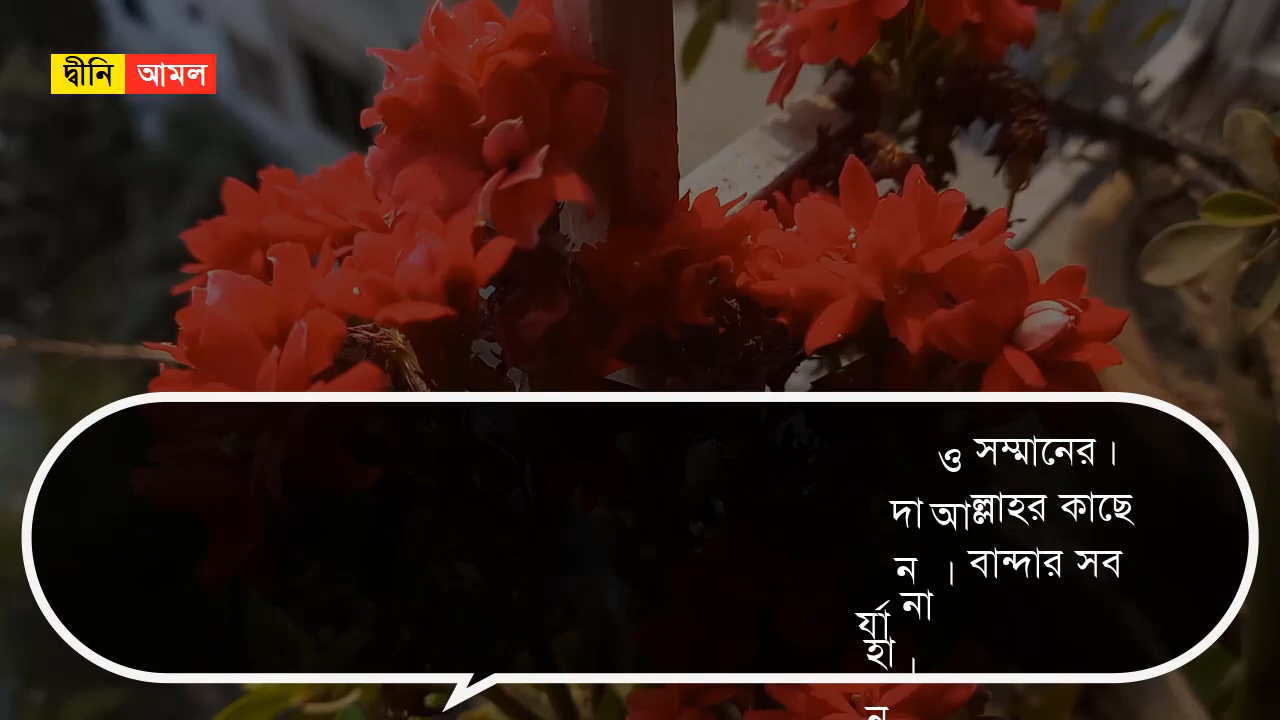 দ্বীনি আমল
ও সম্মানের।
দা আল্লাহর কাছে
ন । বান্দার সব
না
র্যা
হা ।
ন